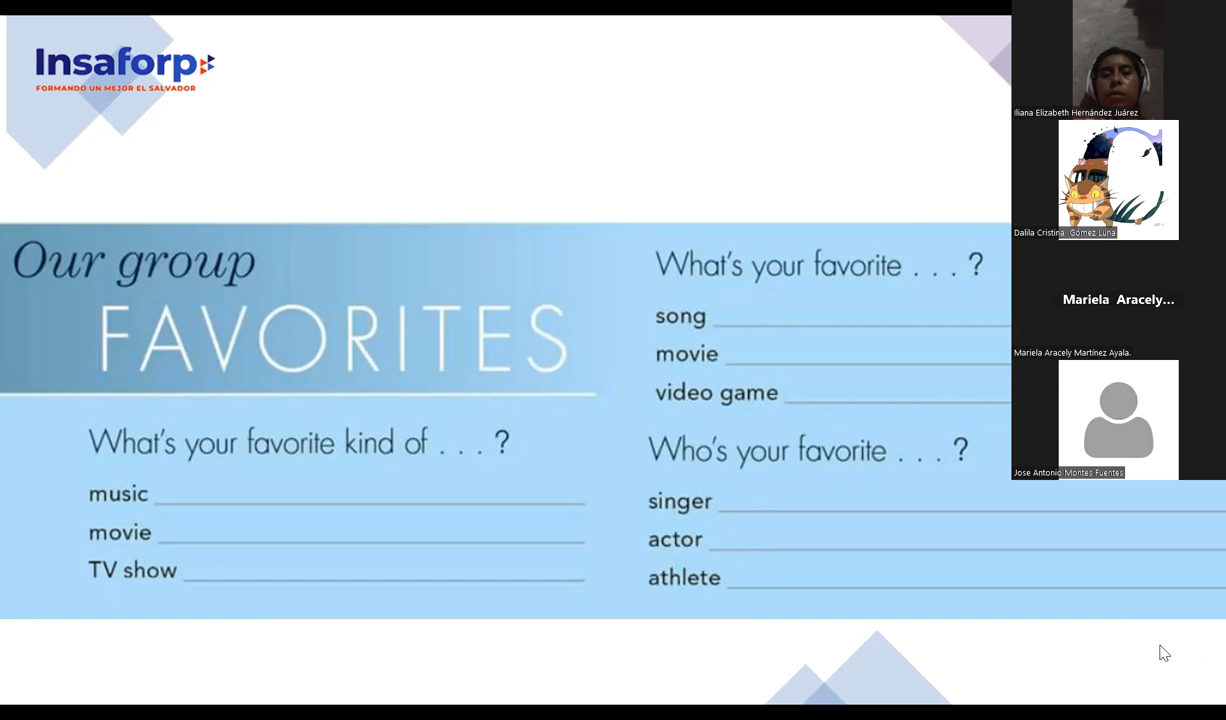 Insaforp
FORMANDO UN MEJOR EL SALVADOR
Our group
FAVORITES
What's your favorite kind of . . . ?
music
movie
TV show
What's your favorite . . . ?
song
movie
video game
Who's your favorite . . . ?
singer
actor
athlete
Iliana Elizabeth Hernández Juárez
Dalila Cristina Gómez Luna
Mariela Aracely...
Mariela Aracely Martínez Ayala.
Jose Antonio Montes Fuentes